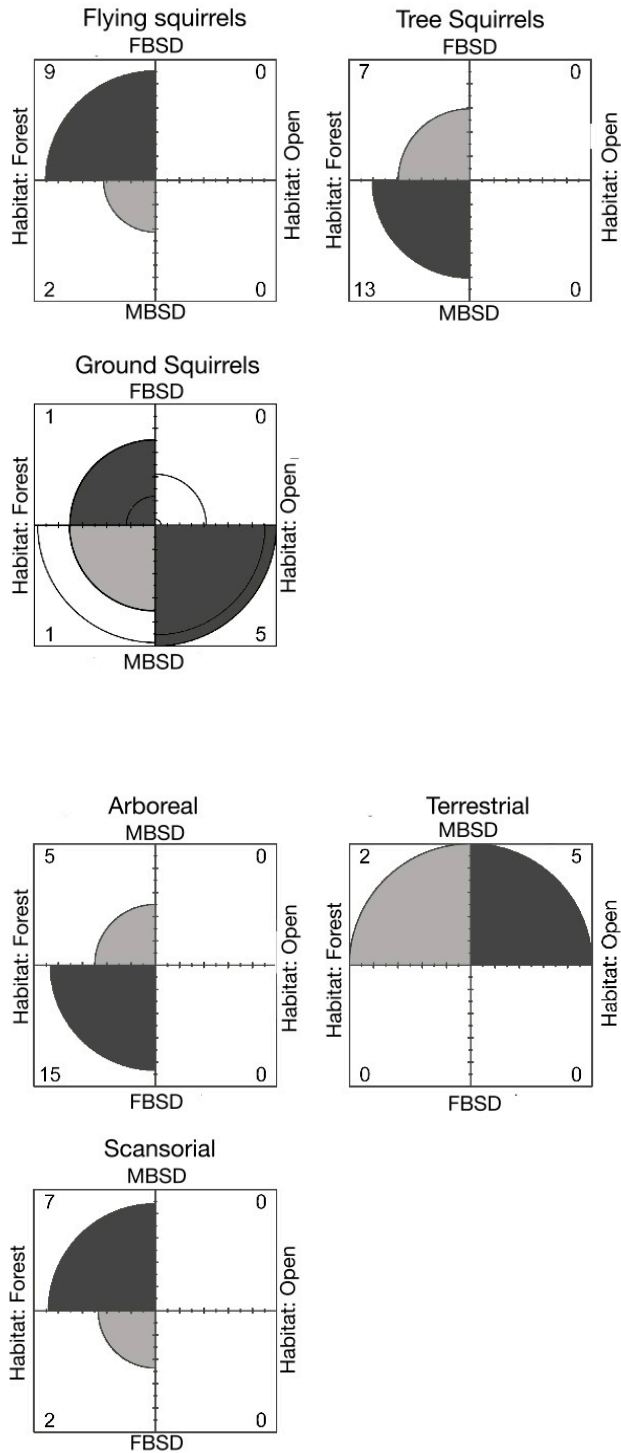 Flying squirrels
FBSD
9 0
Habitat: Forest
Habitat: Open
2 0
MBSD
Tree Squirrels
FBSD
7 0
Habitat: Forest
Habitat: Open
13 0
MBSD
Ground Squirrels
FBSD
1 0
Habitat: Forest
Habitat: Open
1 5
MBSD
Arboreal
MBSD
5 0
Habitat: Forest
Habitat: Open
15 0
FBSD
Terrestrial
MBSD
2 5
Habitat: Forest
Habitat: Open
0 0
FBSD
Scansorial
MBSD
7 0
Habitat: Forest
Habitat: Open
2 0
FBSD